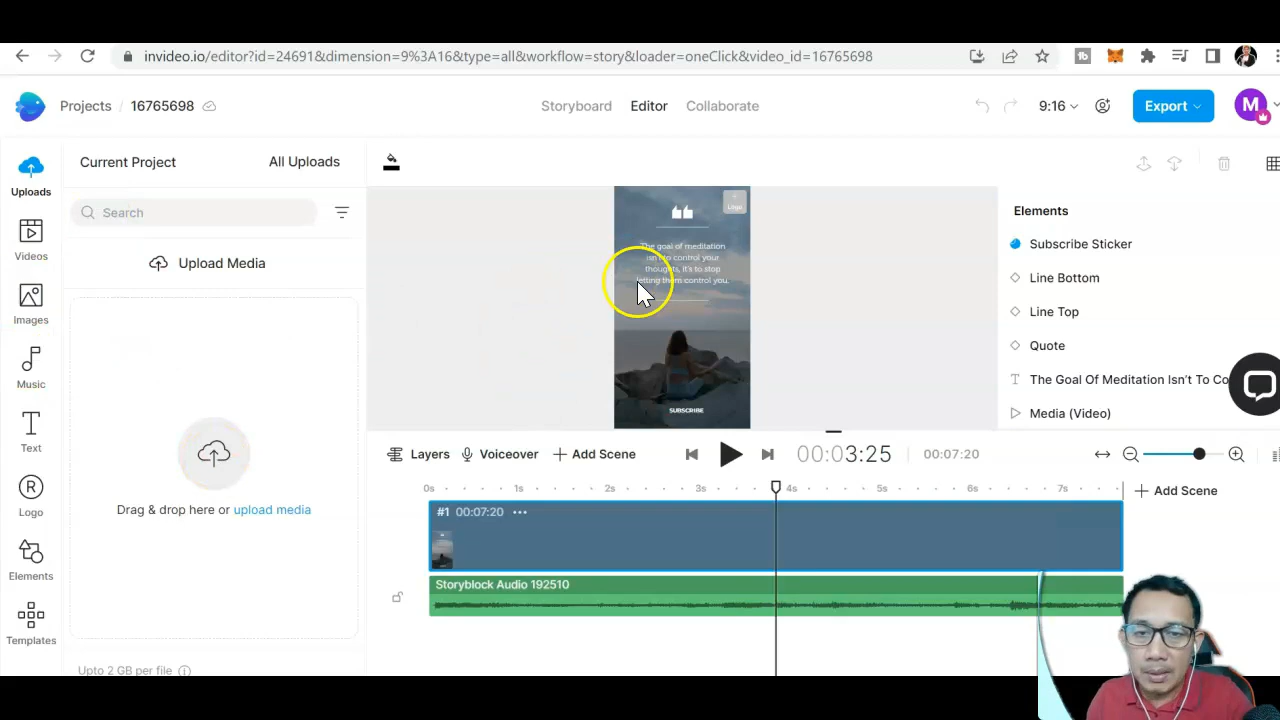 invideo.io/editor?id=24691&dimension=9%3A16&type=all&workflow=story&loader=oneClick&video_id=16765698
Projects / 16765698
Storyboard
Editor
Collaborate
9:16
Export
M
Uploads
Videos
Images
Music
Text
Logo
Elements
Templates
Current Project
All Uploads
Search
Upload Media
Drag & drop here or upload media
Upto 2 GB per file
Logo
The goal of meditation
isn't to control your
thoughts, it's to stop
letting them control you.
SUBSCRIBE
Elements
Subscribe Sticker
Line Bottom
Line Top
Quote
The Goal Of Meditation Isn't To Co
Media (Video)
Layers
Voiceover
Add Scene
00:03:25
00:07:20
0s 1s 2s 3s 4s 5s 6s 7s
Add Scene
#1 00:07:20
Storyblock Audio 192510